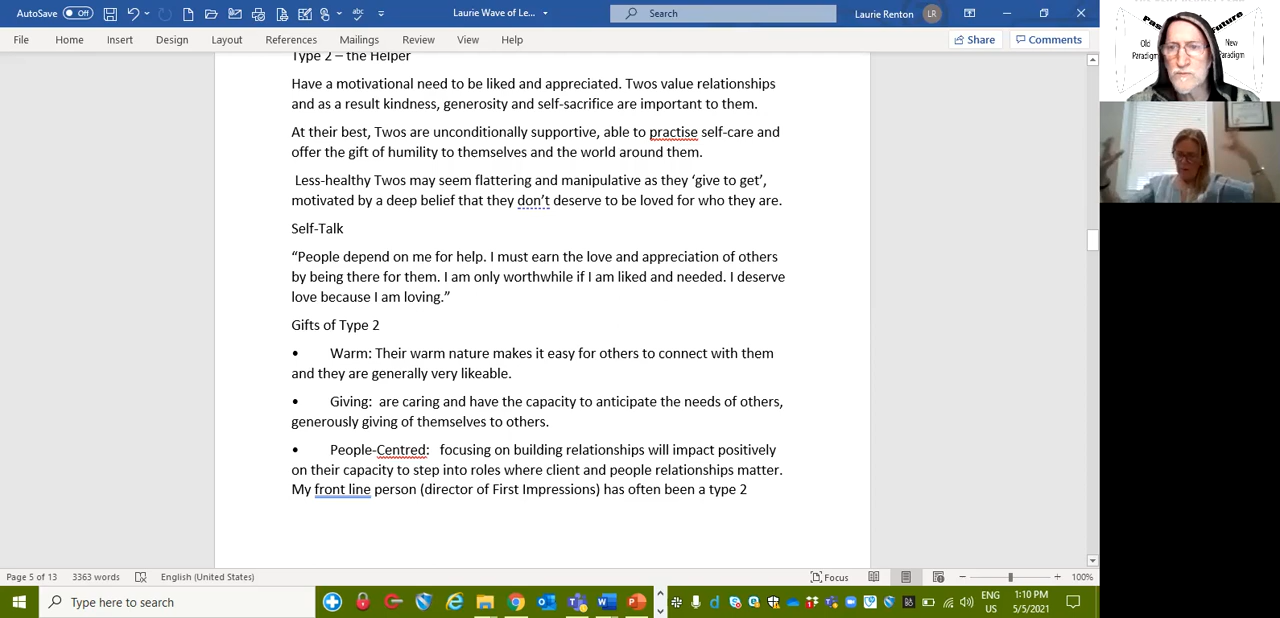 AutoSave Off Laurie Wave of Le... Search Laurie Renton LR
File Home Insert Design Layout References Mailings Review View Help Share Comments
Type 2 – the Helper
Have a motivational need to be liked and appreciated. Twos value relationships
and as a result kindness, generosity and self-sacrifice are important to them.
At their best, Twos are unconditionally supportive, able to practise self-care and
offer the gift of humility to themselves and the world around them.
Less-healthy Twos may seem flattering and manipulative as they ‘give to get’,
motivated by a deep belief that they don’t deserve to be loved for who they are.
Self-Talk
“People depend on me for help. I must earn the love and appreciation of others
by being there for them. I am only worthwhile if I am liked and needed. I deserve
love because I am loving.”
Gifts of Type 2
• Warm: Their warm nature makes it easy for others to connect with them
and they are generally very likeable.
• Giving: are caring and have the capacity to anticipate the needs of others,
generously giving of themselves to others.
• People-Centred: focusing on building relationships will impact positively
on their capacity to step into roles where client and people relationships matter.
My front line person (director of First Impressions) has often been a type 2
Page 5 of 13 3363 words English (United States) Focus 100%
Type here to search ENG US 1:10 PM 5/5/2021
Old Paradigm
New Paradigm